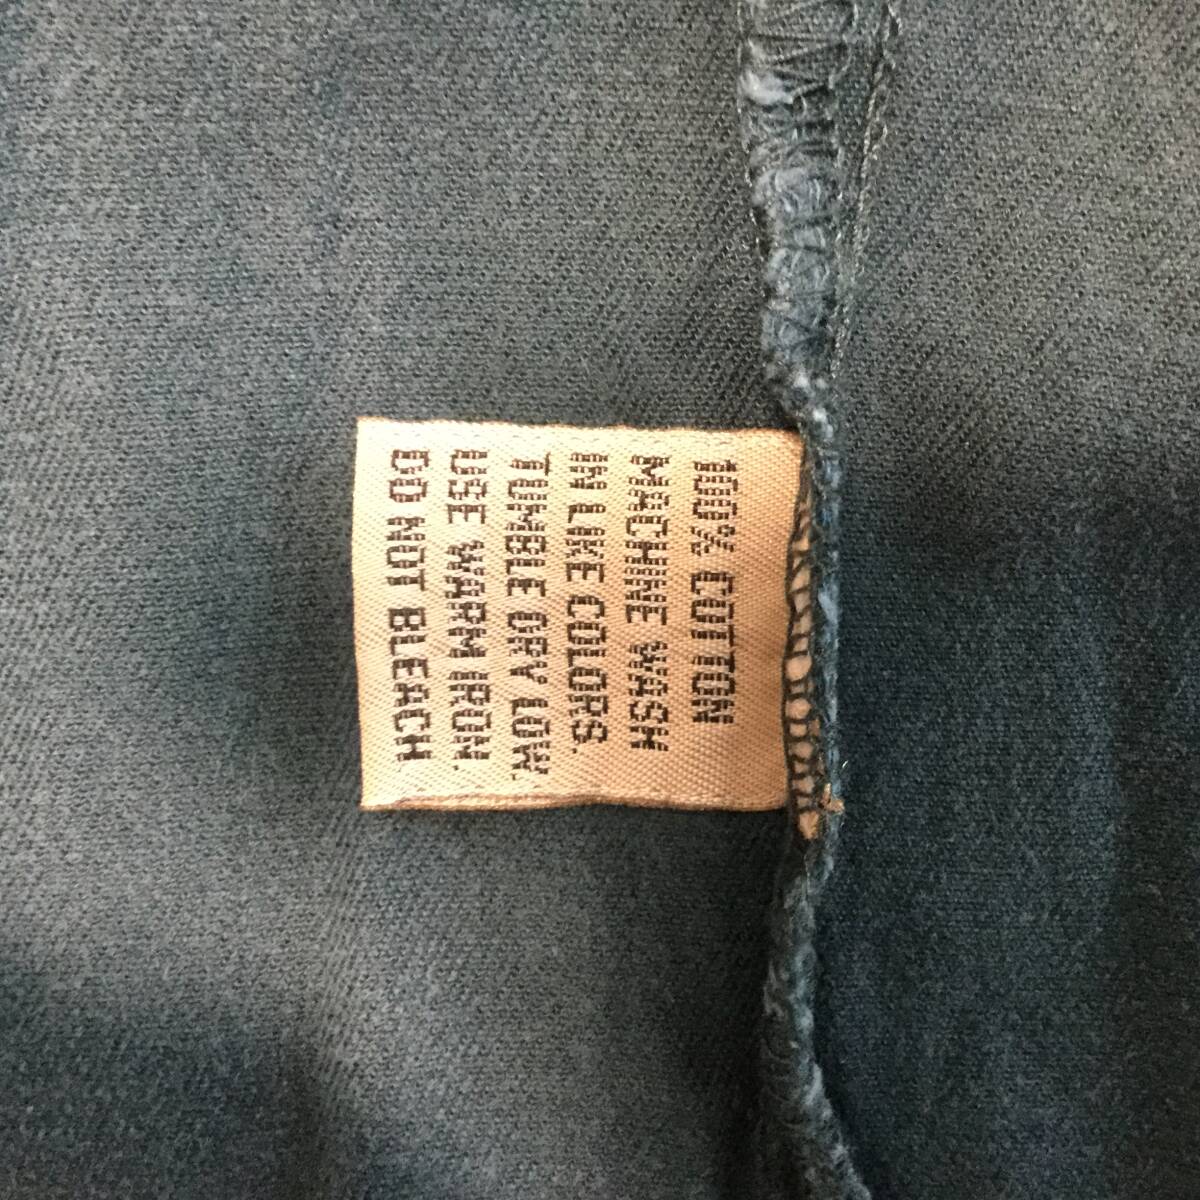 100% COTTON
MACHINE WASH
IN LIKE COLORS.
TUMBLE DRY LOW.
USE WARM IRON.
DO NOT BLEACH